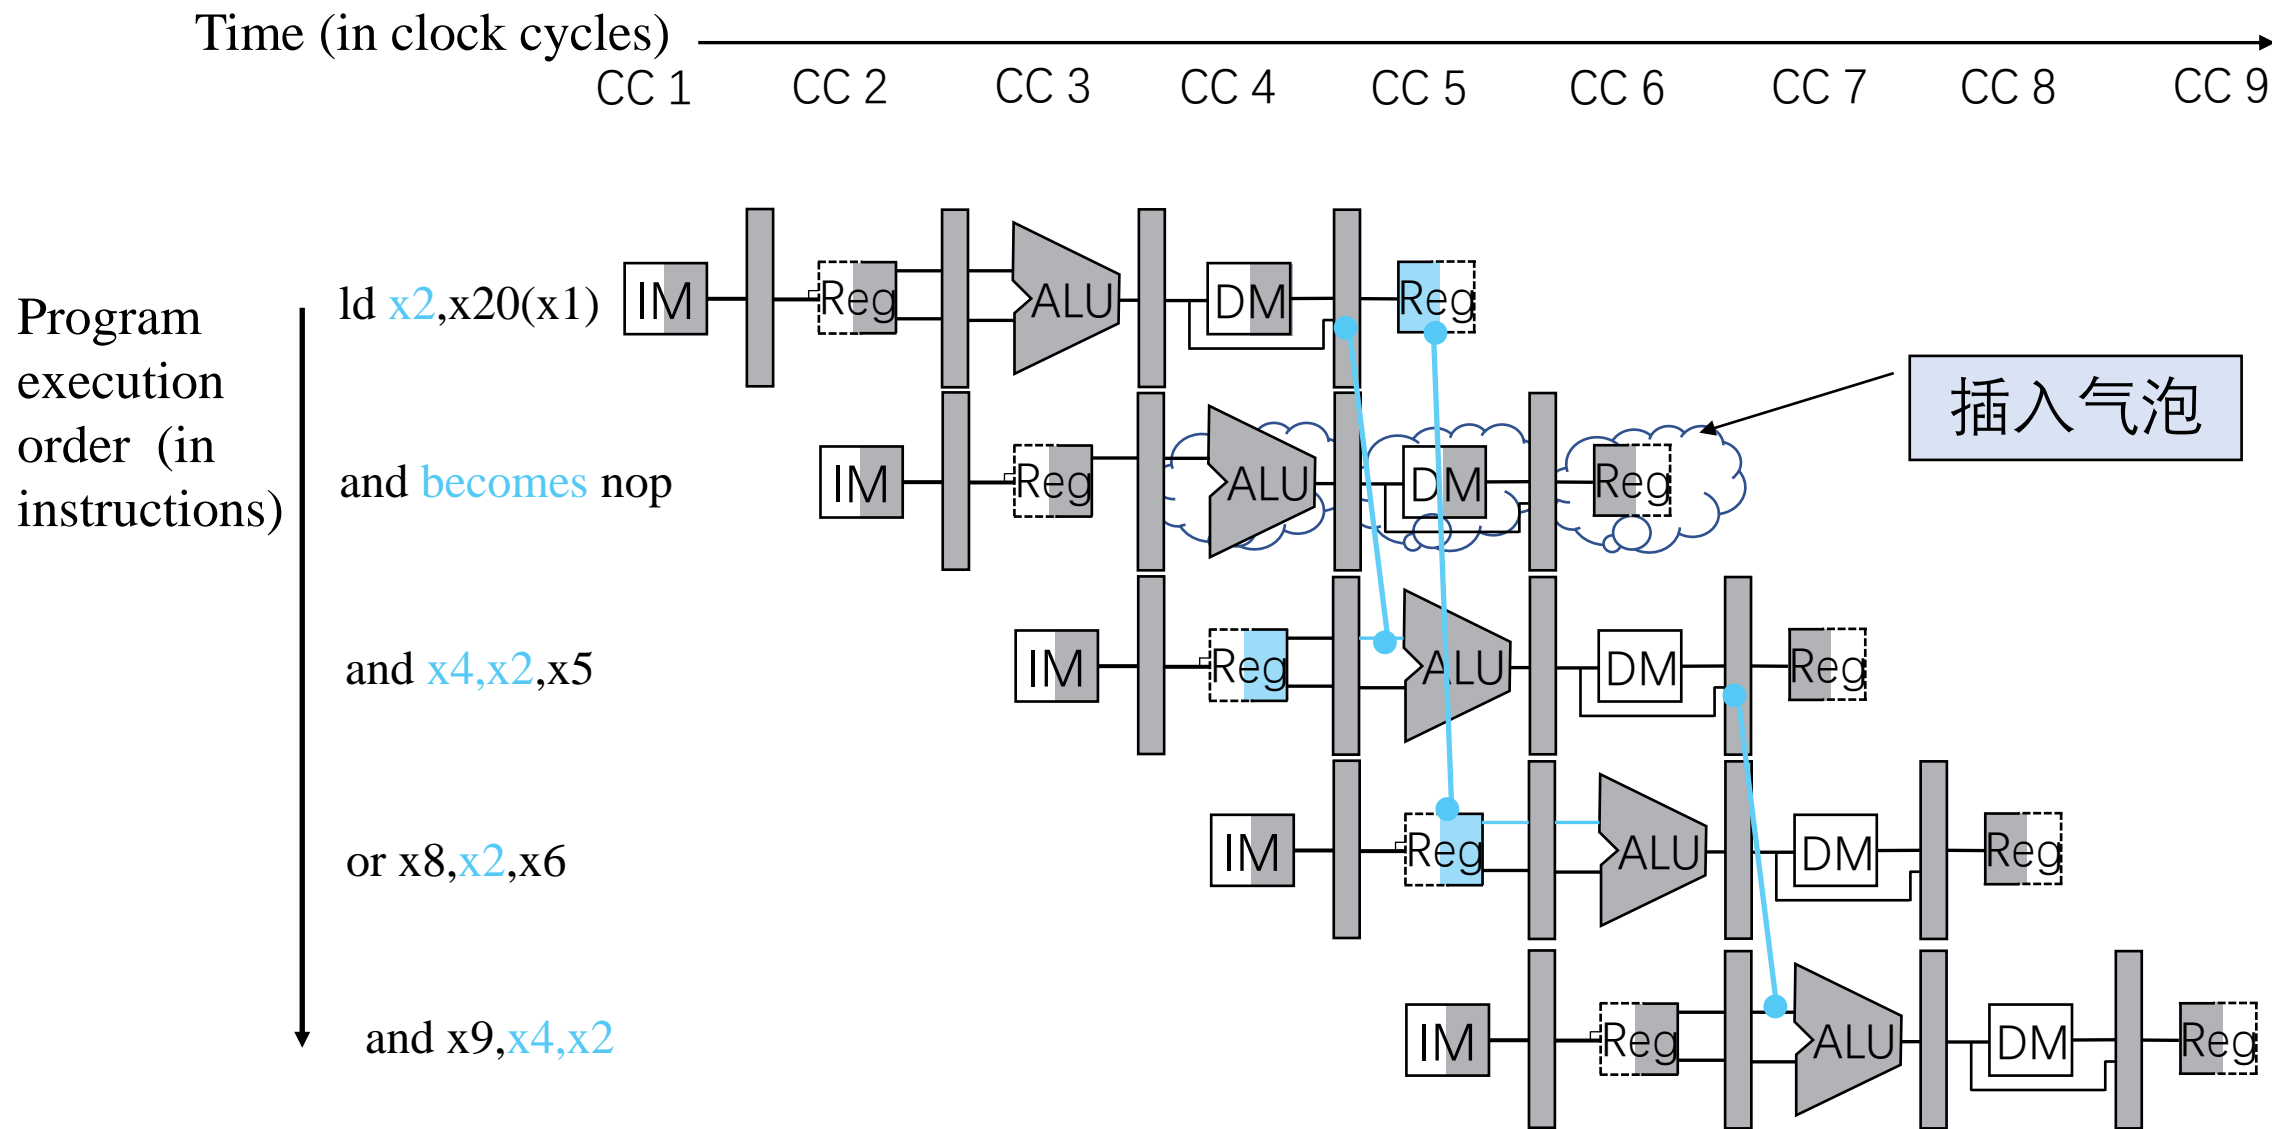 Time (in clock cycles)
CC 1 CC 2 CC 3 CC 4 CC 5 CC 6 CC 7 CC 8 CC 9
Program
execution
order (in
instructions)
ld x2,x20(x1) IM Reg ALU DM Reg
插入气泡
and becomes nop IM Reg ALU DM Reg
and x4,x2,x5 IM Reg ALU DM Reg
or x8,x2,x6 IM Reg ALU DM Reg
and x9,x4,x2 IM Reg ALU DM Reg